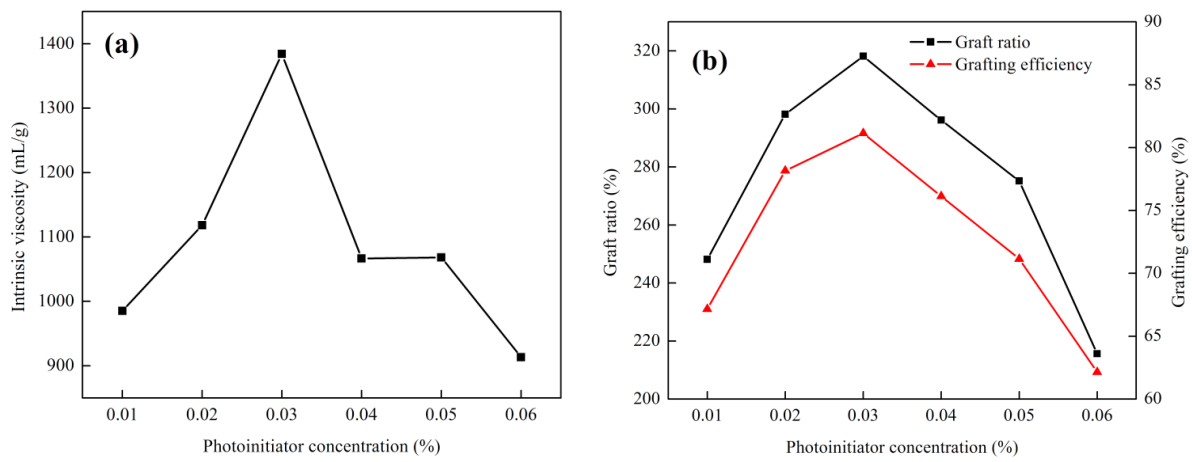 (a)
Intrinsic viscosity (mL/g)
1400
1300
1200
1100
1000
900
0.01 0.02 0.03 0.04 0.05 0.06
Photoinitiator concentration (%)
(b)
Graft ratio
Grafting efficiency
Graft ratio (%)
320
300
280
260
240
220
200
90
85
80
75
70
65
60
Grafting efficiency (%)
0.01 0.02 0.03 0.04 0.05 0.06
Photoinitiator concentration (%)